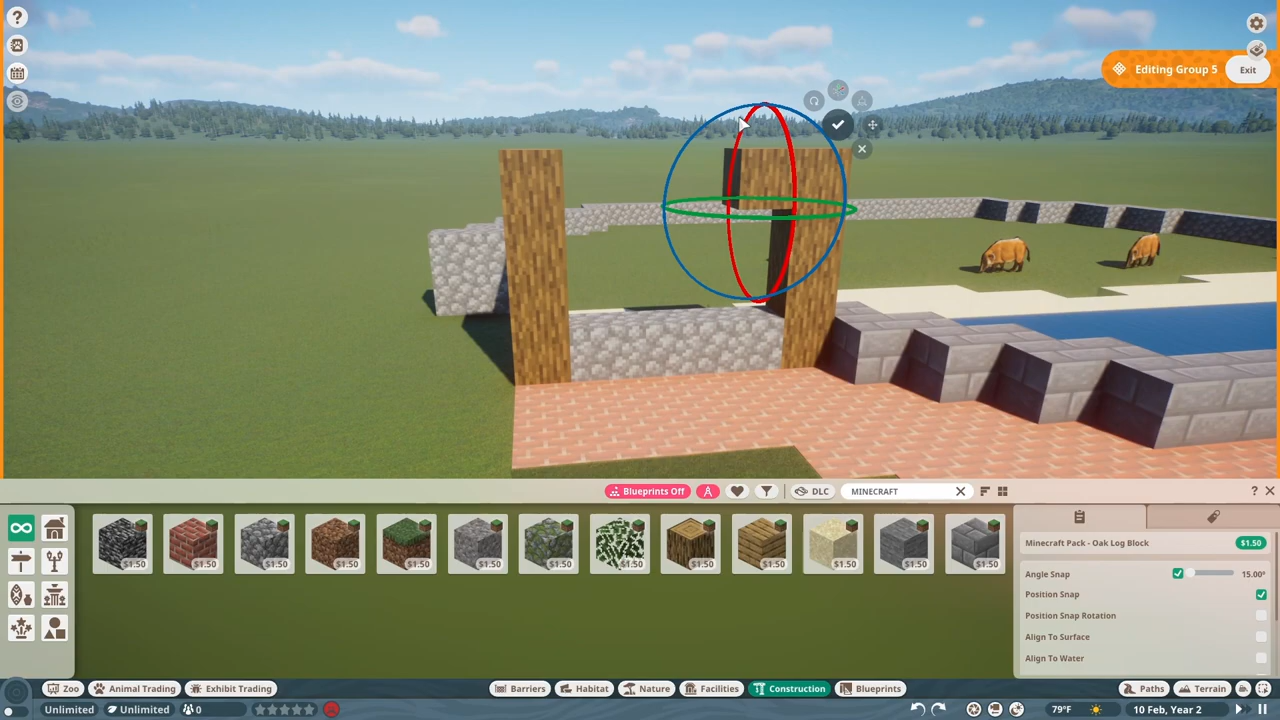 ?
Editing Group 5
Exit
Blueprints Off
DLC
MINECRAFT
?
$1.50
$1.50
$1.50
$1.50
$1.50
$1.50
$1.50
$1.50
$1.50
$1.50
$1.50
$1.50
$1.50
Minecraft Pack - Oak Log Block
$1.50
Angle Snap
15.00°
Position Snap
Position Snap Rotation
Align To Surface
Align To Water
Zoo
Animal Trading
Exhibit Trading
Barriers
Habitat
Nature
Facilities
Construction
Blueprints
Paths
Terrain
Unlimited
Unlimited
0
79°F
10 Feb, Year 2